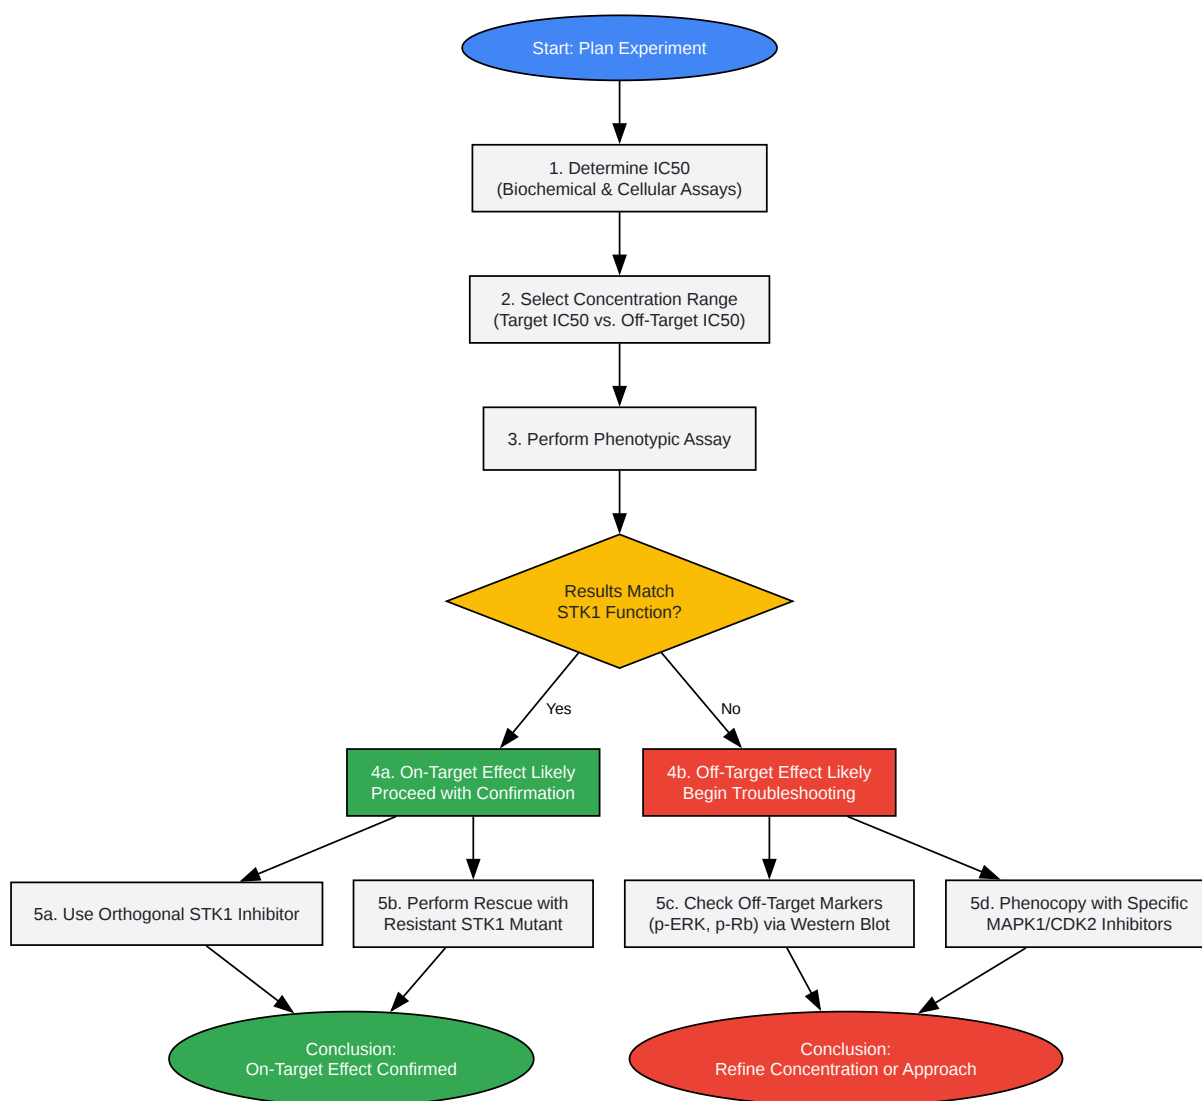 Start: Plan Experiment
1. Determine IC50
(Biochemical & Cellular Assays)
2. Select Concentration Range
(Target IC50 vs. Off-Target IC50)
3. Perform Phenotypic Assay
Results Match
STK1 Function?
Yes
No
4a. On-Target Effect Likely
Proceed with Confirmation
4b. Off-Target Effect Likely
Begin Troubleshooting
5a. Use Orthogonal STK1 Inhibitor
5b. Perform Rescue with
Resistant STK1 Mutant
5c. Check Off-Target Markers
(p-ERK, p-Rb) via Western Blot
5d. Phenocopy with Specific
MAPK1/CDK2 Inhibitors
Conclusion:
On-Target Effect Confirmed
Conclusion:
Refine Concentration or Approach